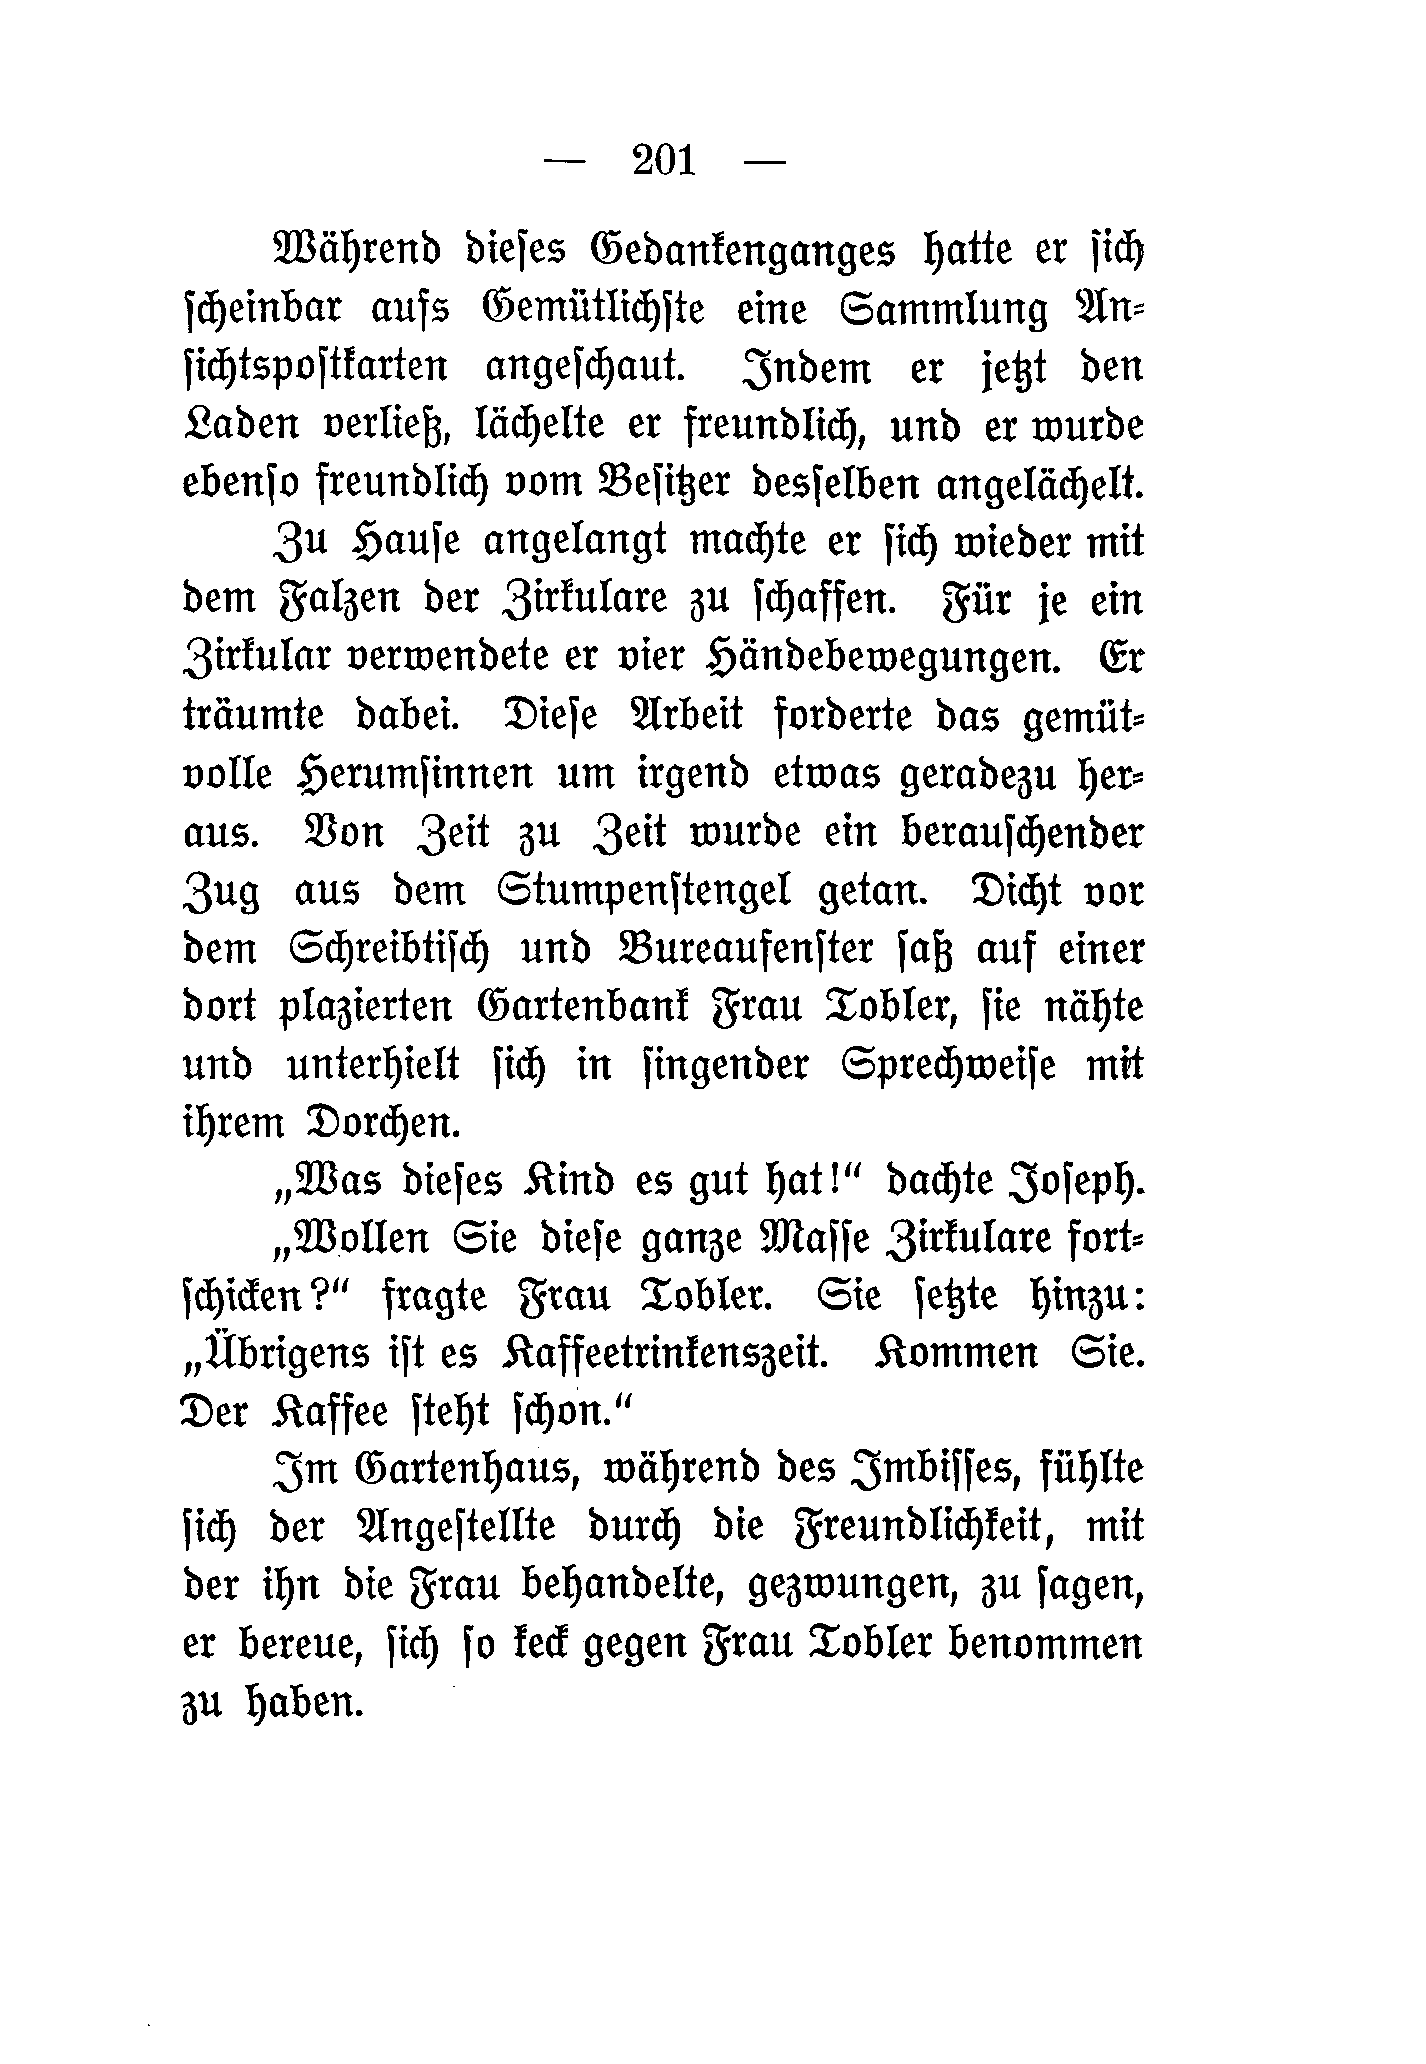 — 201 —
Während dieses Gedankenganges hatte er sich
scheinbar aufs Gemütlichste eine Sammlung An-
sichtspostkarten angeschaut. Indem er jetzt den
Laden verließ, lächelte er freundlich, und er wurde
ebenso freundlich vom Besitzer desselben angelächelt.
Zu Hause angelangt machte er sich wieder mit
dem Falzen der Zirkulare zu schaffen. Für je ein
Zirkular verwendete er vier Händebewegungen. Er
träumte dabei. Diese Arbeit forderte das gemüt-
volle Herumsinnen um irgend etwas geradezu her-
aus. Von Zeit zu Zeit wurde ein berauschender
Zug aus dem Stumpenstengel getan. Dicht vor
dem Schreibtisch und Bureaufenster saß auf einer
dort plazierten Gartenbank Frau Tobler, sie nähte
und unterhielt sich in singender Sprechweise mit
ihrem Dorchen.
„Was dieses Kind es gut hat!“ dachte Joseph.
„Wollen Sie diese ganze Masse Zirkulare fort-
schicken?“ fragte Frau Tobler. Sie setzte hinzu:
„Übrigens ist es Kaffeetrinkenszeit. Kommen Sie.
Der Kaffee steht schon.“
Im Gartenhaus, während des Imbisses, fühlte
sich der Angestellte durch die Freundlichkeit, mit
der ihn die Frau behandelte, gezwungen, zu sagen,
er bereue, sich so keck gegen Frau Tobler benommen
zu haben.